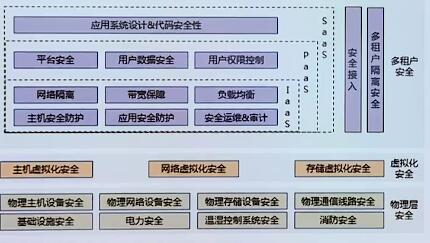 应用系统设计&代码安全性
SaaS
平台安全 用户数据安全 用户权限控制
PaaS
网络隔离 带宽保障 负载均衡
IaaS
主机安全防护 应用安全防护 安全运维&审计
安全接入
多租户隔离安全
多租户
安全
主机虚拟化安全 网络虚拟化安全 存储虚拟化安全
虚拟化
安全
物理主机设备安全 物理网络设备安全 物理存储设备安全 物理通信线路安全
基础设施安全 电力安全 温湿控制系统安全 消防安全
物理层
安全